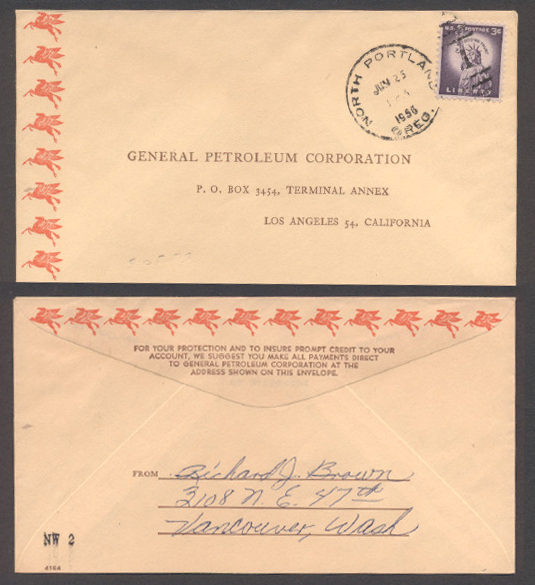 U.S. POSTAGE 3¢
LIBERTY
NORTH PORTLAND
JUN 25
1956
OREG.
GENERAL PETROLEUM CORPORATION
P. O. BOX 3454, TERMINAL ANNEX
LOS ANGELES 54, CALIFORNIA
FOR YOUR PROTECTION AND TO INSURE PROMPT CREDIT TO YOUR
ACCOUNT, WE SUGGEST YOU MAKE ALL PAYMENTS DIRECT
TO GENERAL PETROLEUM CORPORATION AT THE
ADDRESS SHOWN ON THIS ENVELOPE.
FROM Richard J. Brown
3108 N. E. 47th
Vancouver, Wash
NW 2
4164